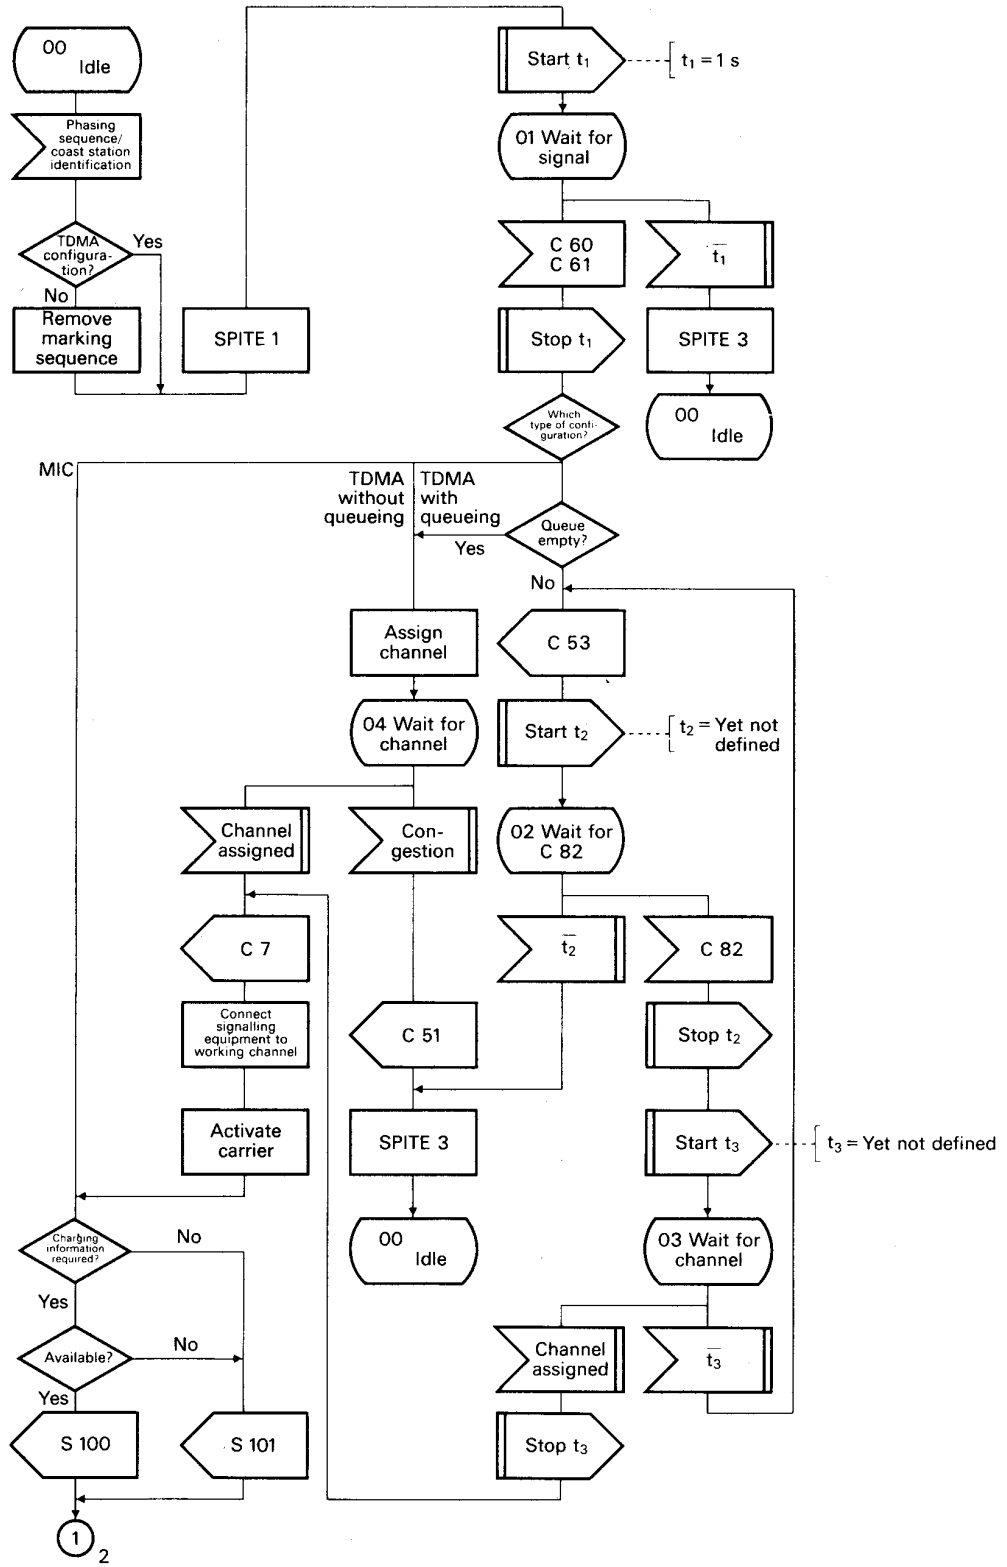 00
Idle
Phasing
sequence/
coast station
identification
TDMA
configura-
tion?
Yes
No
Remove
marking
sequence
SPITE 1
Start t1
t1 = 1 s
01 Wait for
signal
C 60
C 61
t1
Stop t1
SPITE 3
Which
type of confi-
guration?
00
Idle
MIC
TDMA
without
queueing
TDMA
with
queueing
Queue
empty?
Yes
No
Assign
channel
C 53
04 Wait for
channel
Start t2
t2 = Yet not
defined
Channel
assigned
Con-
gestion
02 Wait for
C 82
C 7
t2
C 82
Connect
signalling
equipment to
working channel
C 51
Stop t2
Activate
carrier
SPITE 3
Start t3
t3 = Yet not defined
Charging
information
required?
No
Yes
00
Idle
03 Wait for
channel
Available?
No
Yes
Channel
assigned
t3
S 100
S 101
Stop t3
1
2